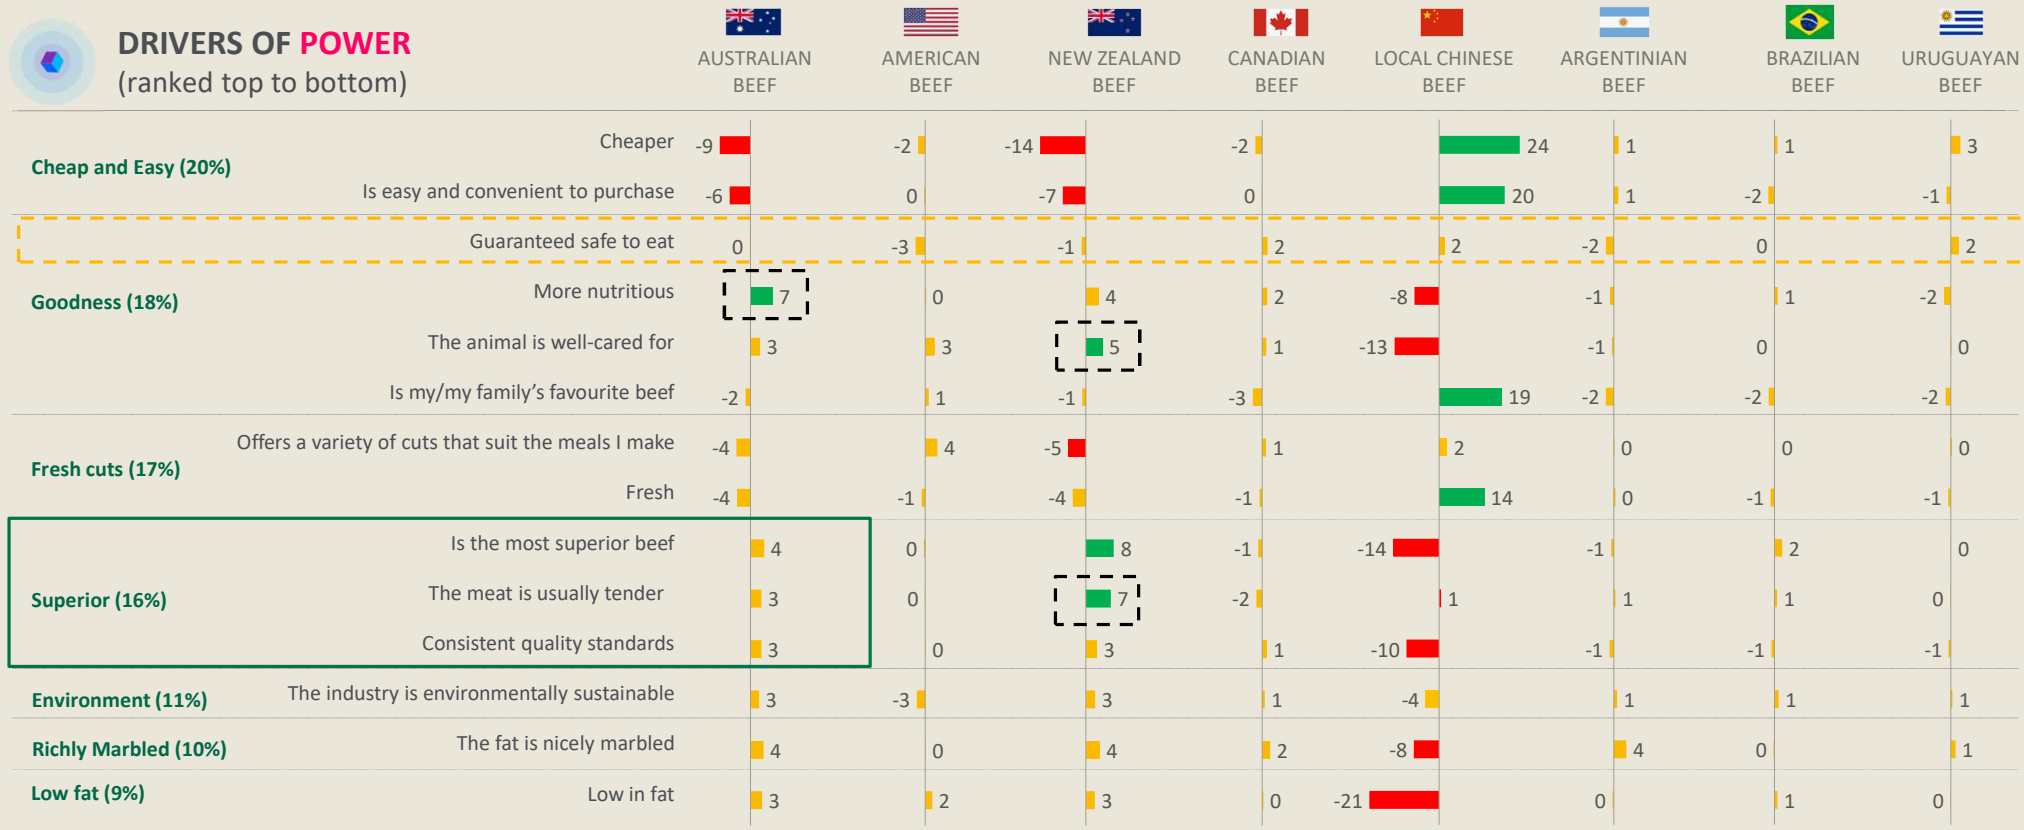 DRIVERS OF POWER
(ranked top to bottom)
AUSTRALIAN BEEF
AMERICAN BEEF
NEW ZEALAND BEEF
CANADIAN BEEF
LOCAL CHINESE BEEF
ARGENTINIAN BEEF
BRAZILIAN BEEF
URUGUAYAN BEEF
Cheap and Easy (20%)
Cheaper -9 -2 -14 -2 24 1 1 3
Is easy and convenient to purchase -6 0 -7 0 20 1 -2 -1
Guaranteed safe to eat 0 -3 -1 2 2 -2 0 2
Goodness (18%)
More nutritious 7 0 4 2 -8 -1 1 -2
The animal is well-cared for 3 3 5 1 -13 -1 0 0
Is my/my family’s favourite beef -2 1 -1 -3 19 -2 -2 -2
Fresh cuts (17%)
Offers a variety of cuts that suit the meals I make -4 4 -5 1 2 0 0 0
Fresh -4 -1 -4 -1 14 0 -1 -1
Superior (16%)
Is the most superior beef 4 0 8 -1 -14 -1 2 0
The meat is usually tender 3 0 7 -2 1 1 1 0
Consistent quality standards 3 0 3 1 -10 -1 -1 -1
Environment (11%)
The industry is environmentally sustainable 3 -3 3 1 -4 1 1 1
Richly Marbled (10%)
The fat is nicely marbled 4 0 4 2 -8 4 0 1
Low fat (9%)
Low in fat 3 2 3 0 -21 0 1 0